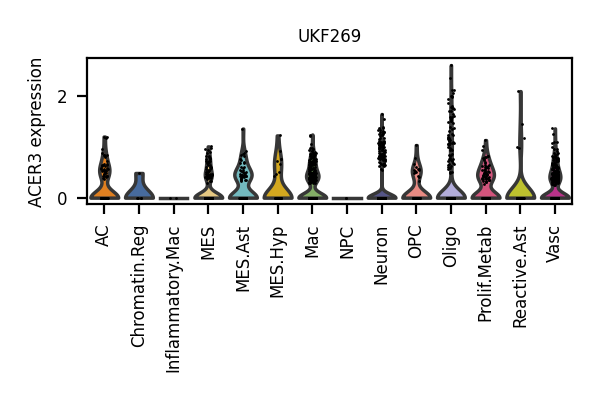 UKF269
ACER3 expression
2
0
AC
Chromatin.Reg
Inflammatory.Mac
MES
MES.Ast
MES.Hyp
Mac
NPC
Neuron
OPC
Oligo
Prolif.Metab
Reactive.Ast
Vasc